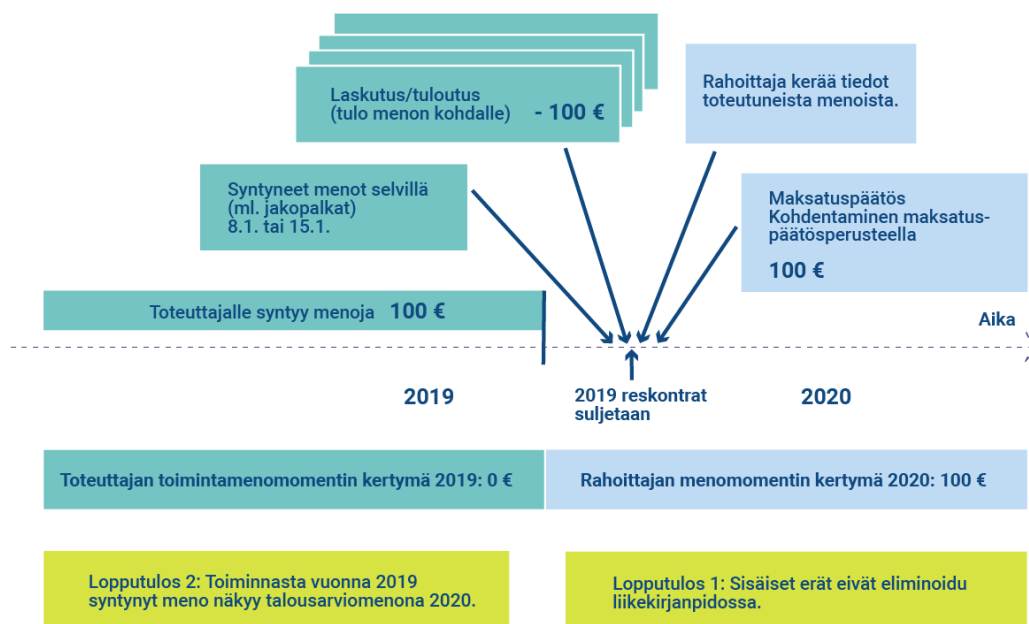 Laskutus/tuloutus
(tulo menon kohdalle) - 100 €
Rahoittaja kerää tiedot
toteutuneista menoista.
Syntyneet menot selvillä
(ml. jakopalkat)
8.1. tai 15.1.
Maksatuspäätös
Kohdentaminen maksatus-
päätösperusteella
100 €
Toteuttajalle syntyy menoja 100 €
Aika
2019
2019 reskontrat
suljetaan
2020
Toteuttajan toimintamenomomentin kertymä 2019: 0 €
Rahoittajan menomomentin kertymä 2020: 100 €
Lopputulos 2: Toiminnasta vuonna 2019
syntynyt meno näkyy talousarviomenona 2020.
Lopputulos 1: Sisäiset erät eivät eliminoidu
liikekirjanpidossa.